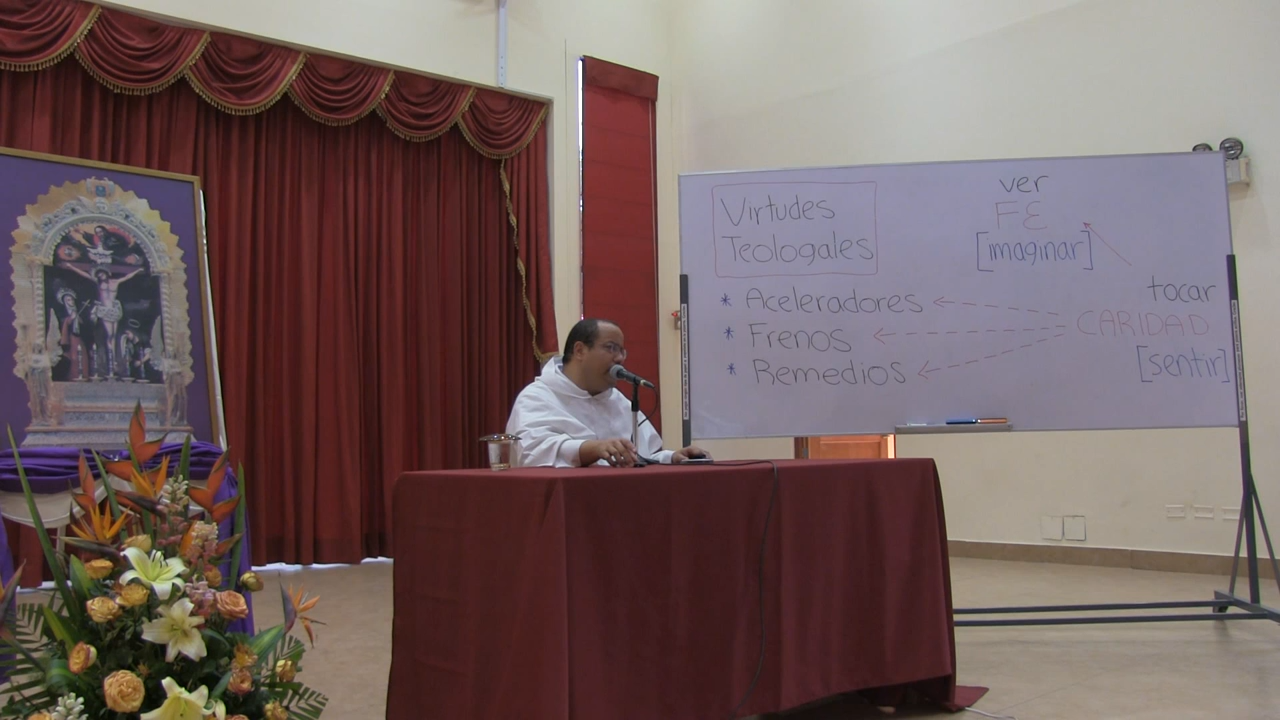 Virtudes
Teologales
* Aceleradores
* Frenos
* Remedios
ver
FE
[imaginar]
tocar
CARIDAD
[sentir]